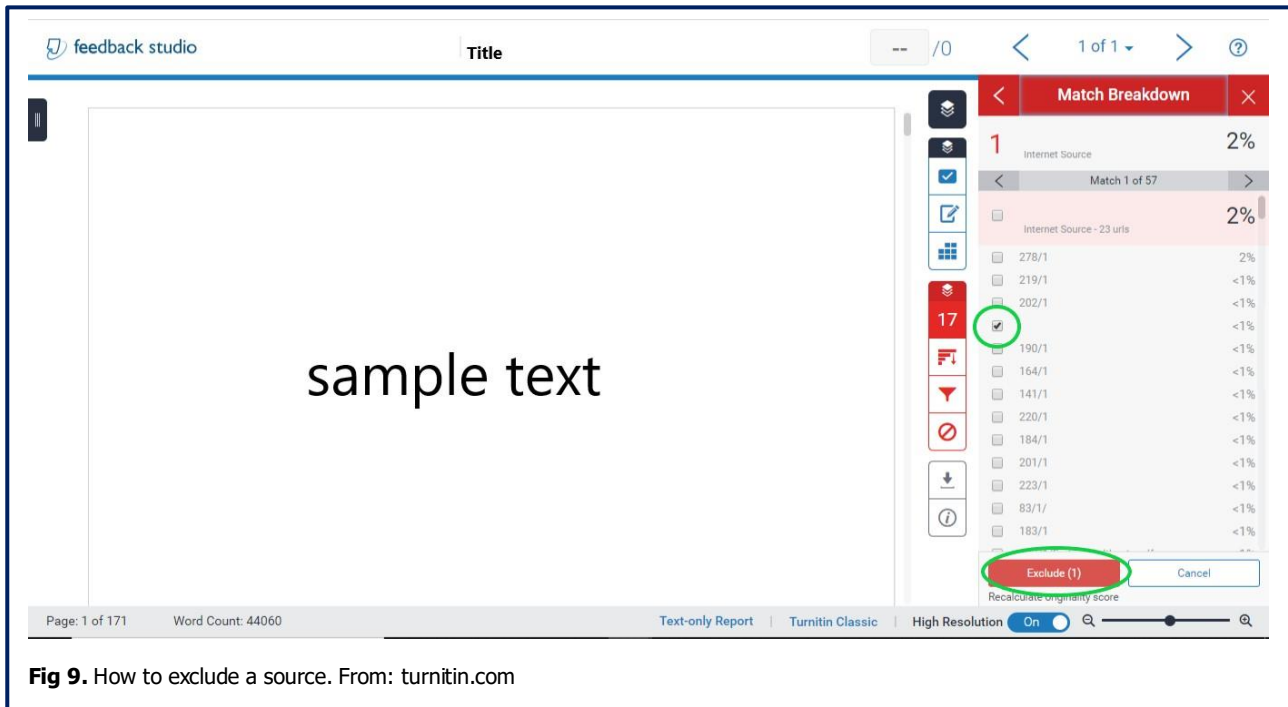 feedback studio
Title
-- /0
1 of 1
?
Match Breakdown
1 Internet Source 2%
Match 1 of 57
2%
Internet Source - 23 urls
278/1 2%
219/1 <1%
202/1 <1%
<1%
190/1 <1%
164/1 <1%
141/1 <1%
220/1 <1%
184/1 <1%
201/1 <1%
223/1 <1%
83/1/ <1%
183/1 <1%
17
sample text
Exclude (1) Cancel
Recalculate originality score
Page: 1 of 171 Word Count: 44060 Text-only Report | Turnitin Classic | High Resolution On
Fig 9. How to exclude a source. From: turnitin.com